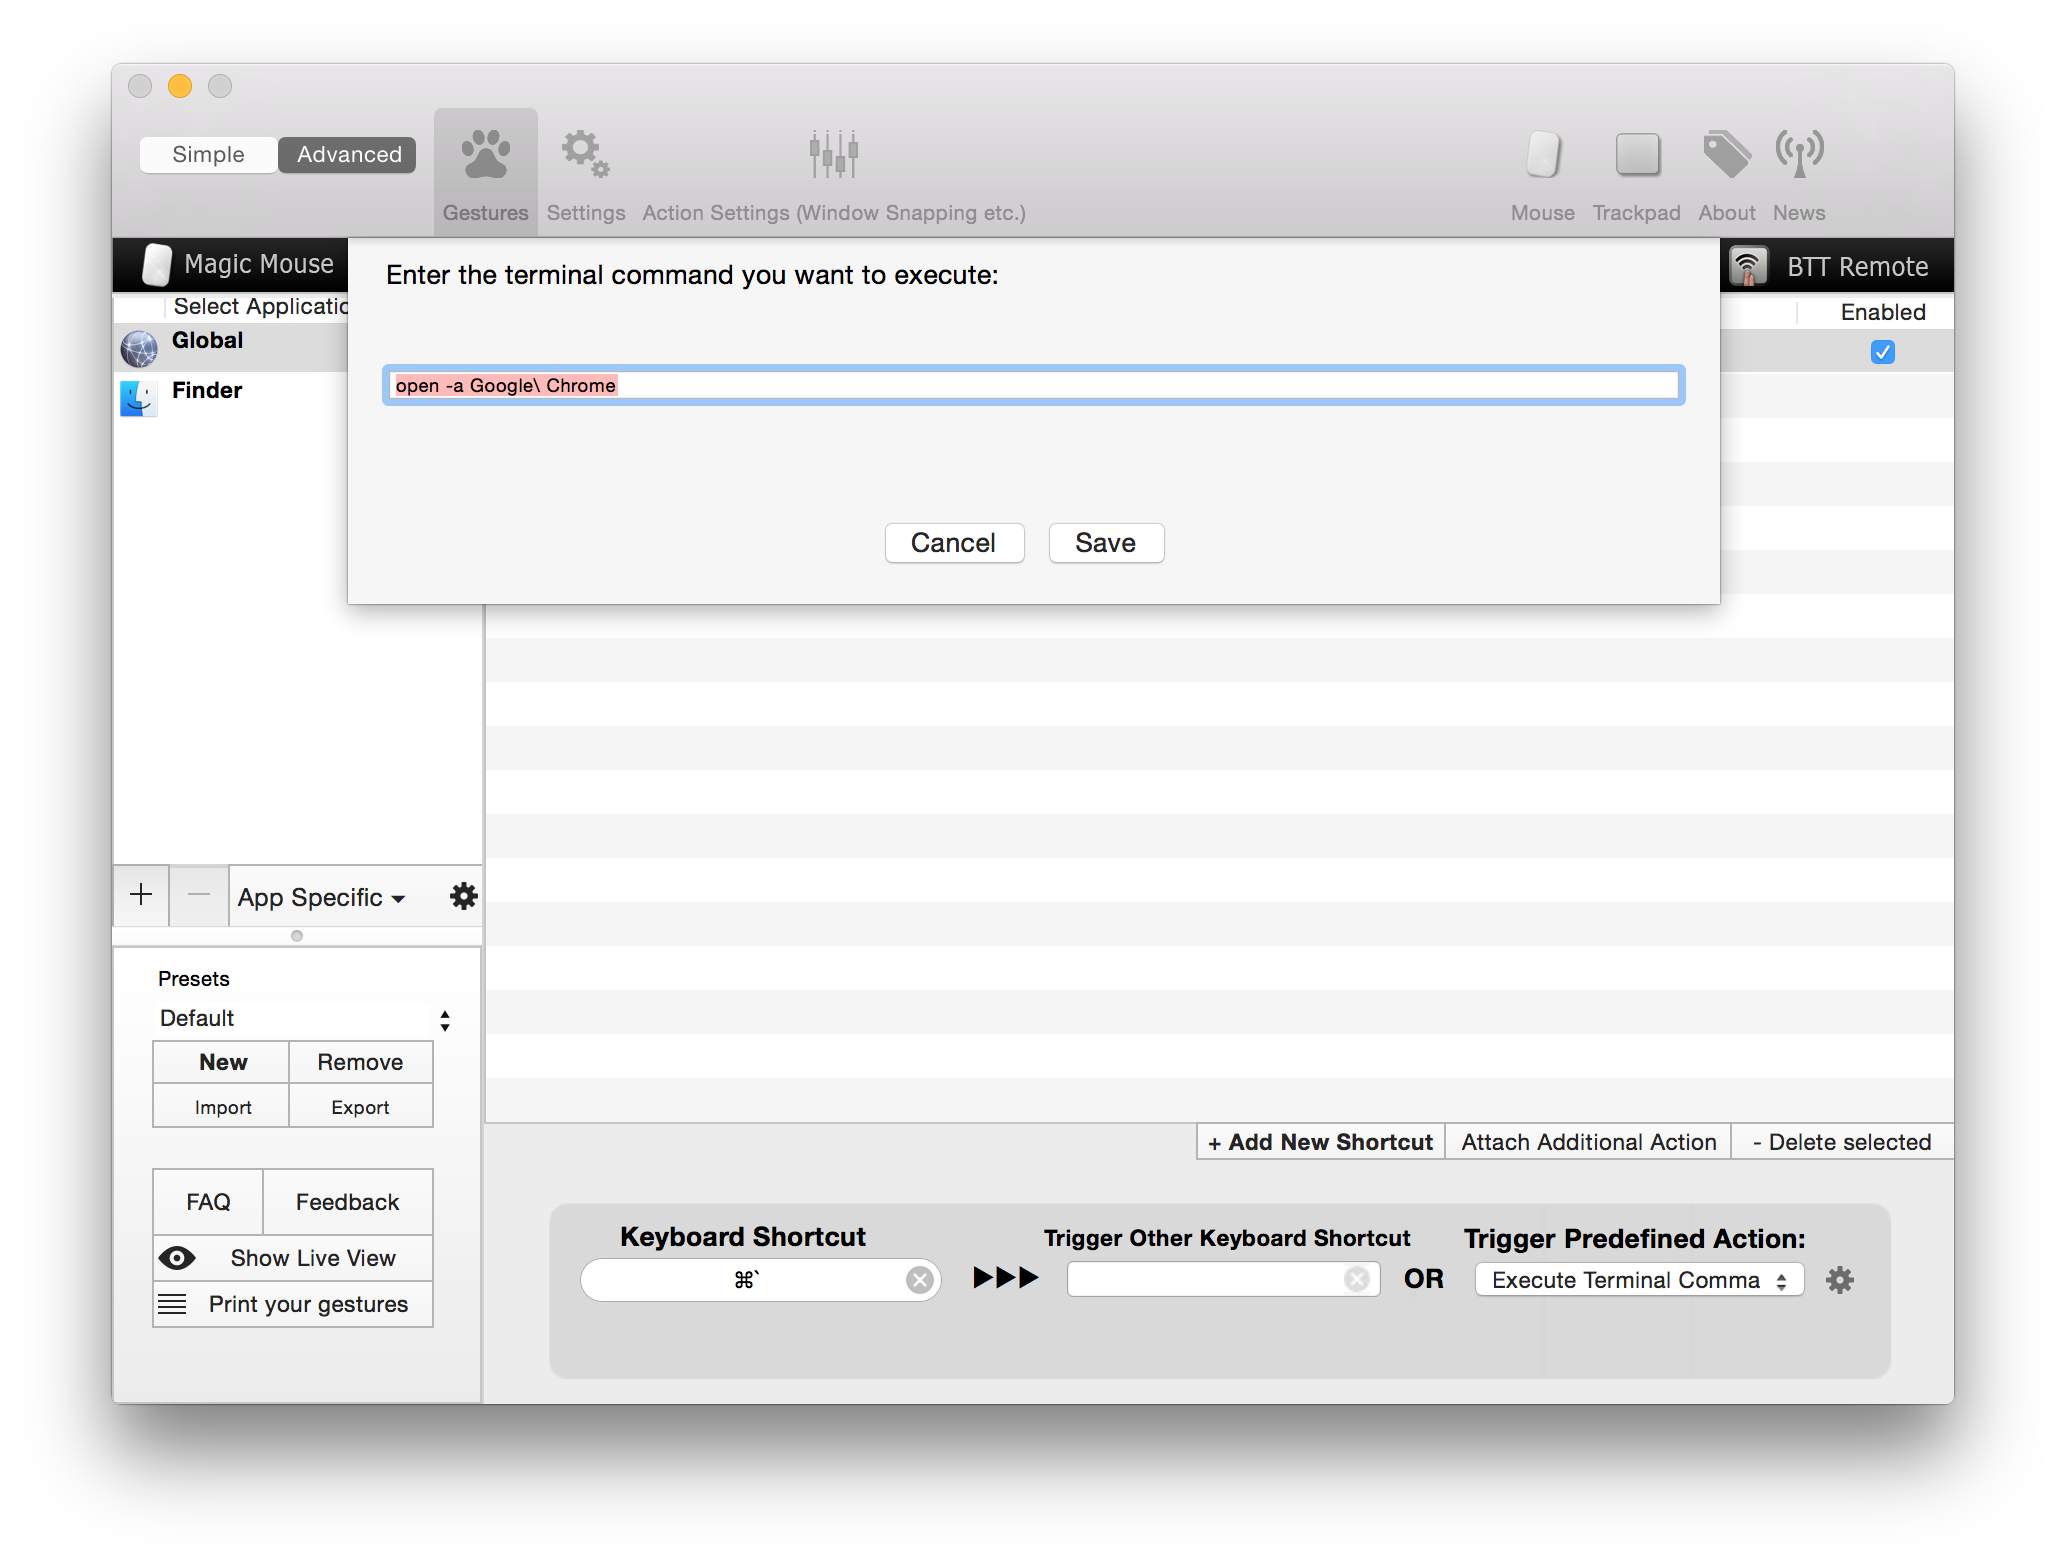 Simple
Advanced
Gestures
Settings
Action Settings (Window Snapping etc.)
Mouse
Trackpad
About
News
Magic Mouse
BTT Remote
Enter the terminal command you want to execute:
Select Applicatio
Enabled
Global
Finder
open -a Google\ Chrome
Cancel
Save
App Specific
Presets
Default
New
Remove
Import
Export
+ Add New Shortcut
Attach Additional Action
- Delete selected
FAQ
Feedback
Show Live View
Print your gestures
Keyboard Shortcut
Trigger Other Keyboard Shortcut
Trigger Predefined Action:
⌘`
OR
Execute Terminal Comma